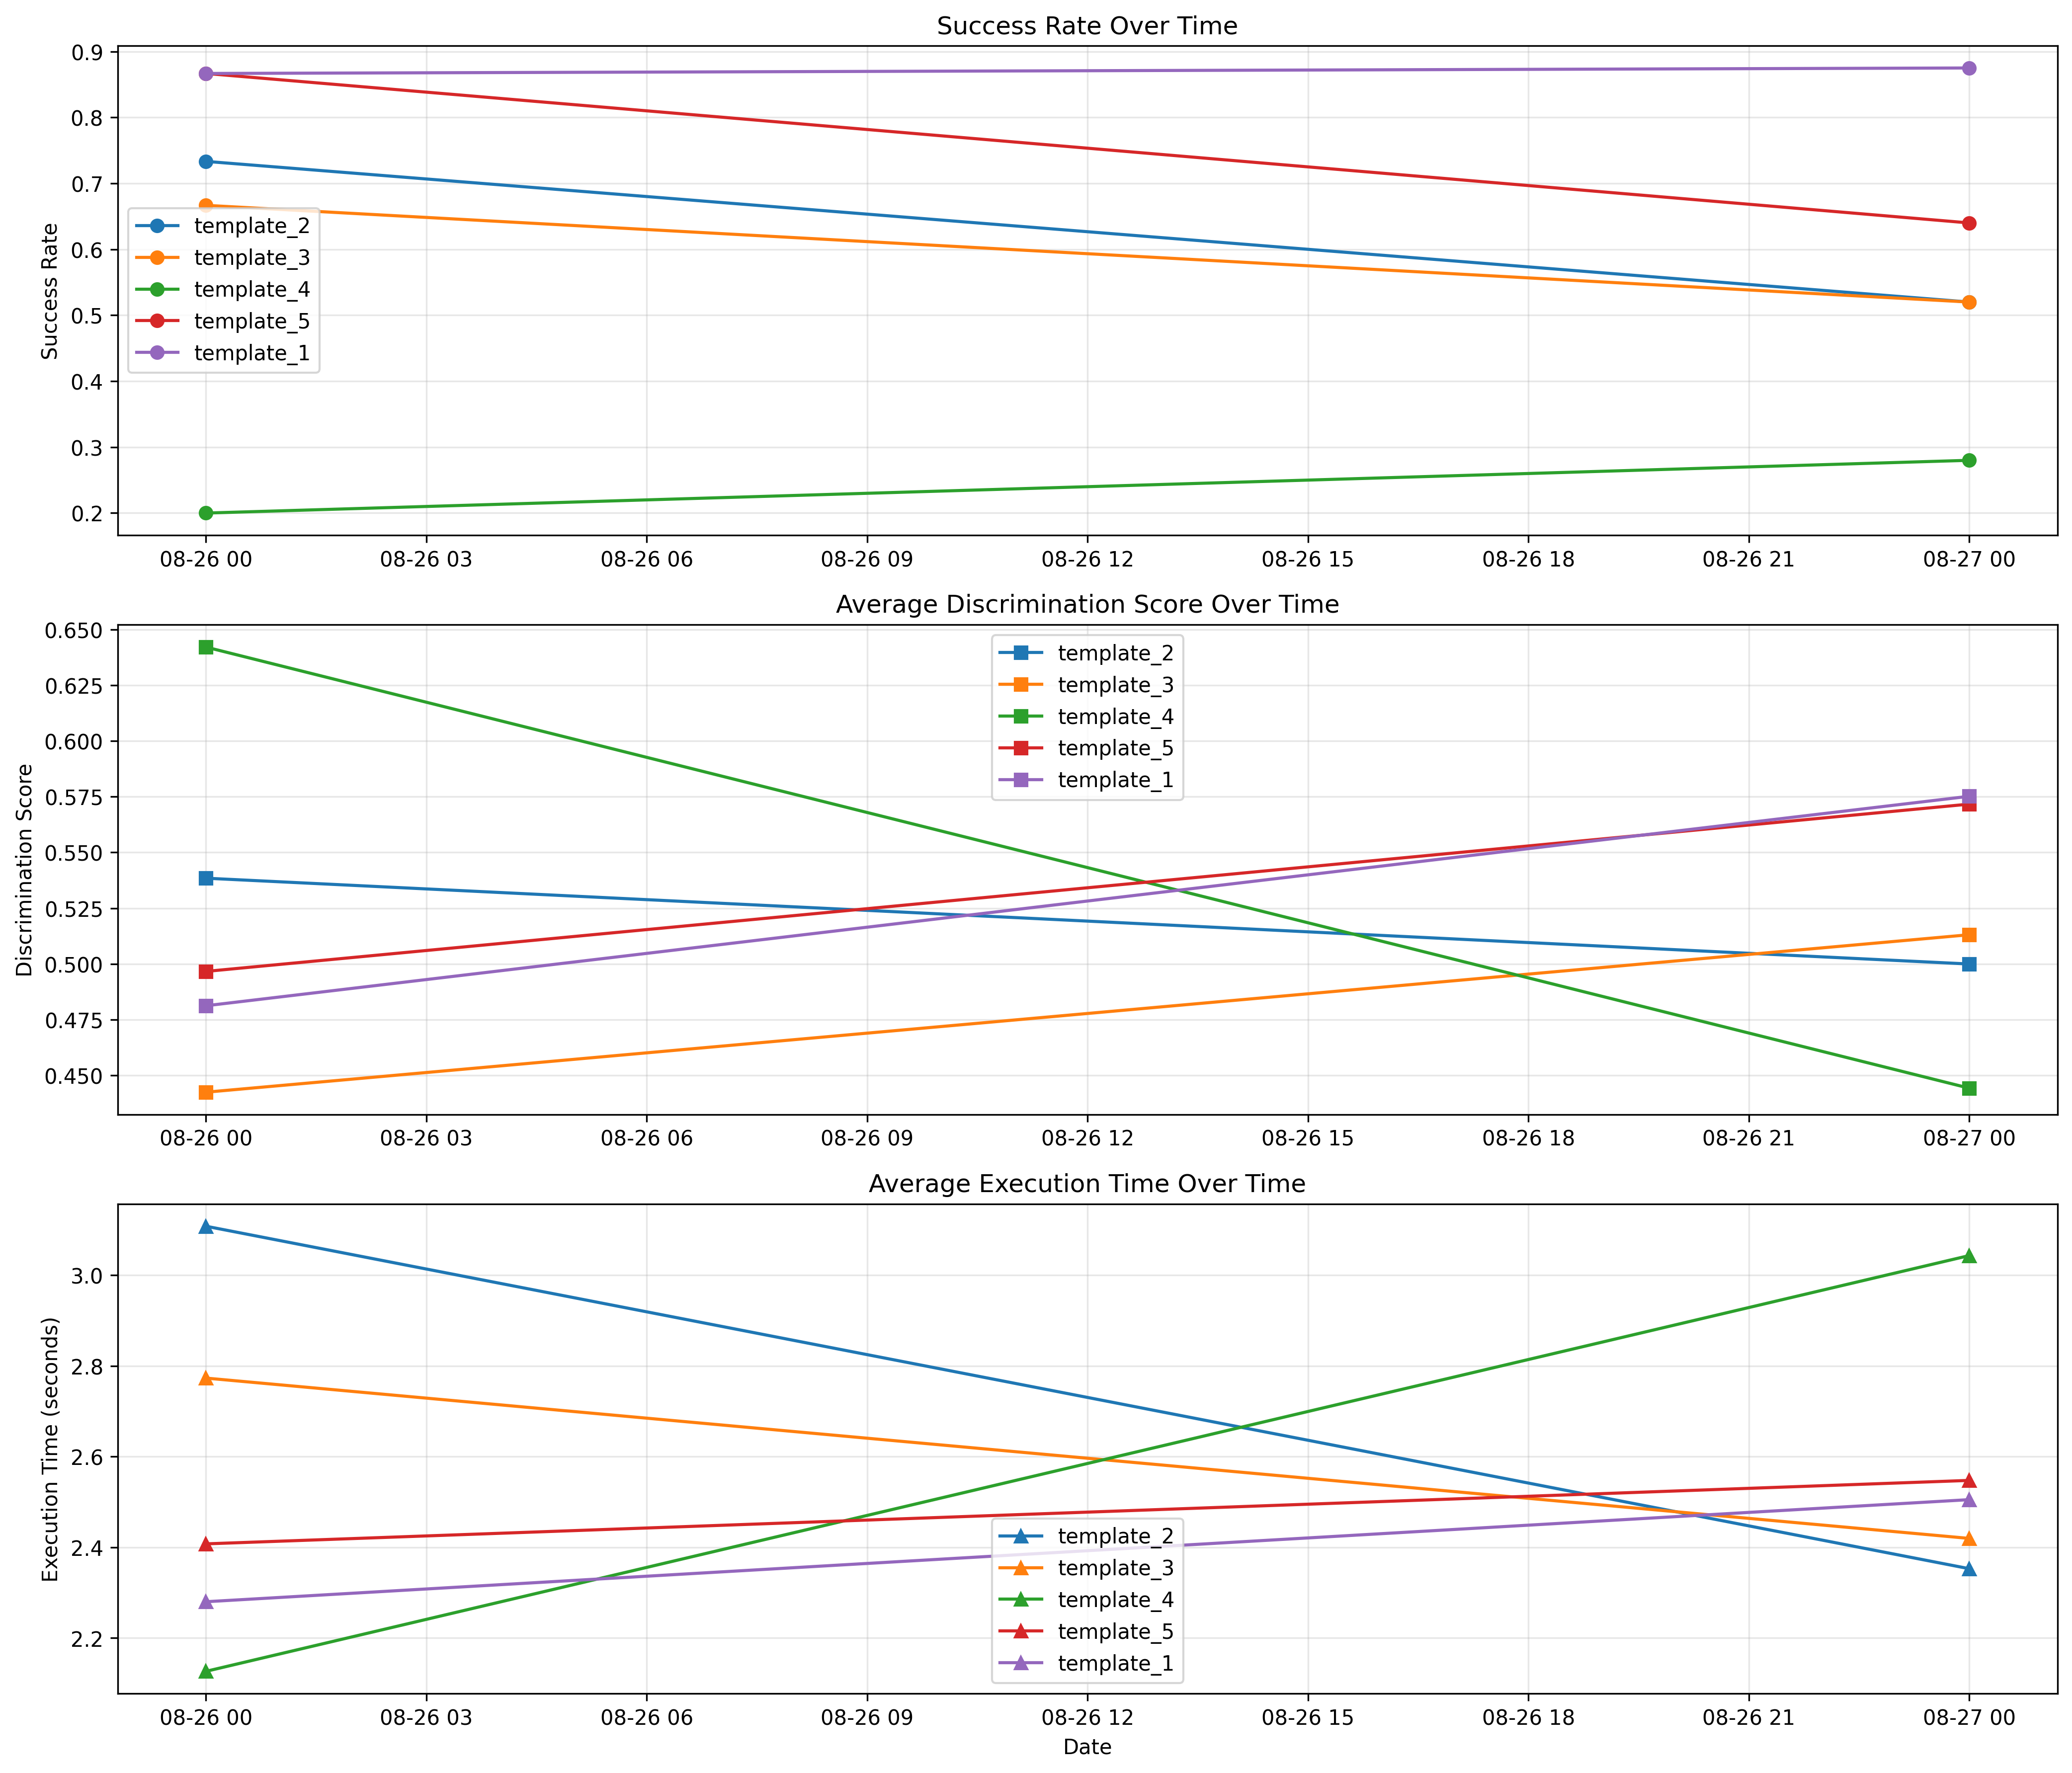 Success Rate Over Time
Success Rate
0.9
0.8
0.7
0.6
0.5
0.4
0.3
0.2
template_2
template_3
template_4
template_5
template_1
08-26 00 08-26 03 08-26 06 08-26 09 08-26 12 08-26 15 08-26 18 08-26 21 08-27 00
Average Discrimination Score Over Time
Discrimination Score
0.650
0.625
0.600
0.575
0.550
0.525
0.500
0.475
0.450
template_2
template_3
template_4
template_5
template_1
08-26 00 08-26 03 08-26 06 08-26 09 08-26 12 08-26 15 08-26 18 08-26 21 08-27 00
Average Execution Time Over Time
Execution Time (seconds)
3.0
2.8
2.6
2.4
2.2
template_2
template_3
template_4
template_5
template_1
08-26 00 08-26 03 08-26 06 08-26 09 08-26 12 08-26 15 08-26 18 08-26 21 08-27 00
Date